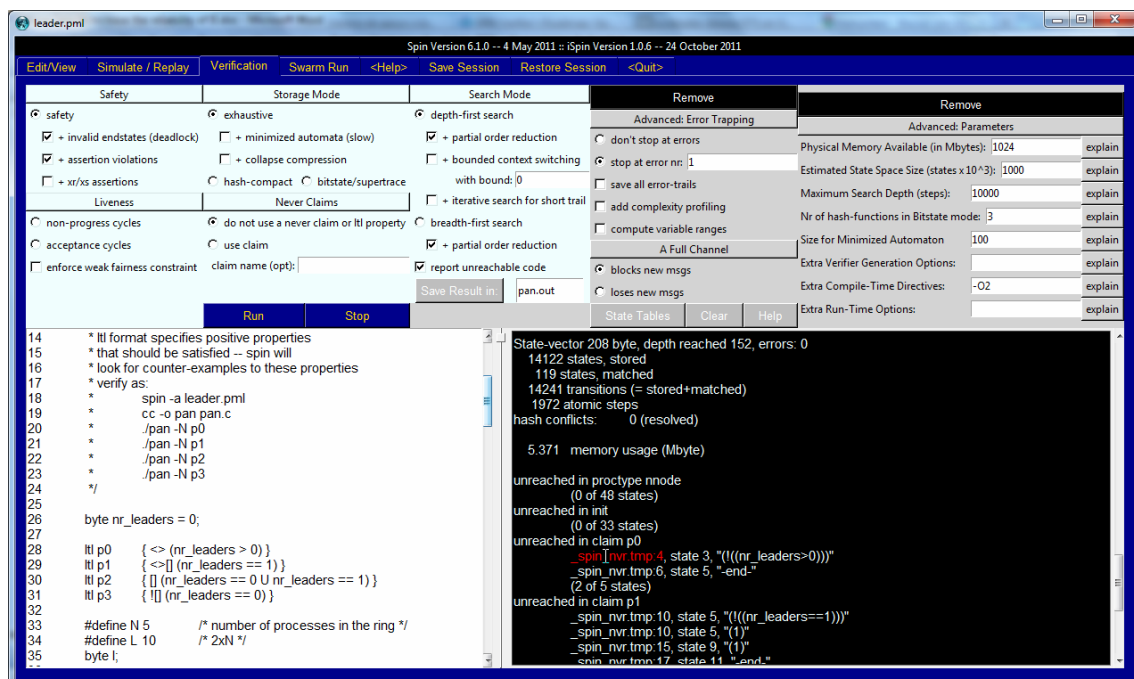 leader.pml
Spin Version 6.1.0 -- 4 May 2011 :: iSpin Version 1.0.6 -- 24 October 2011
Edit/View Simulate / Replay Verification Swarm Run <Help> Save Session Restore Session <Quit>
Safety
safety
+ invalid endstates (deadlock)
+ assertion violations
+ xr/xs assertions
Liveness
non-progress cycles
acceptance cycles
enforce weak fairness constraint
Storage Mode
exhaustive
+ minimized automata (slow)
+ collapse compression
hash-compact bitstate/supertrace
Never Claims
do not use a never claim or ltl property
use claim
claim name (opt):
Run Stop
Search Mode
depth-first search
+ partial order reduction
+ bounded context switching
with bound: 0
+ iterative search for short trail
breadth-first search
+ partial order reduction
report unreachable code
Save Result in: pan.out
Remove
Advanced: Error Trapping
don't stop at errors
stop at error nr: 1
save all error-trails
add complexity profiling
compute variable ranges
A Full Channel
blocks new msgs
loses new msgs
State Tables Clear Help
Remove
Advanced: Parameters
Physical Memory Available (in Mbytes): 1024 explain
Estimated State Space Size (states x 10^3): 1000 explain
Maximum Search Depth (steps): 10000 explain
Nr of hash-functions in Bitstate mode: 3 explain
Size for Minimized Automaton 100 explain
Extra Verifier Generation Options: explain
Extra Compile-Time Directives: -O2 explain
Extra Run-Time Options: explain
14 * ltl format specifies positive properties
15 * that should be satisfied -- spin will
16 * look for counter-examples to these properties
17 * verify as:
18 * spin -a leader.pml
19 * cc -o pan pan.c
20 * ./pan -N p0
21 * ./pan -N p1
22 * ./pan -N p2
23 * ./pan -N p3
24 */
25
26 byte nr_leaders = 0;
27
28 ltl p0 { <> (nr_leaders > 0) }
29 ltl p1 { <>[] (nr_leaders == 1) }
30 ltl p2 { [] (nr_leaders == 0 U nr_leaders == 1) }
31 ltl p3 { ![] (nr_leaders == 0) }
32
33 #define N 5 /* number of processes in the ring */
34 #define L 10 /* 2xN */
35 byte I;
State-vector 208 byte, depth reached 152, errors: 0
14122 states, stored
119 states, matched
14241 transitions (= stored+matched)
1972 atomic steps
hash conflicts: 0 (resolved)
5.371 memory usage (Mbyte)
unreached in proctype nnode
(0 of 48 states)
unreached in init
(0 of 33 states)
unreached in claim p0
_spin_nvr.tmp:4, state 3, "(!((nr_leaders>0)))"
_spin_nvr.tmp:6, state 5, "-end-"
(2 of 5 states)
unreached in claim p1
_spin_nvr.tmp:10, state 5, "(!((nr_leaders==1)))"
_spin_nvr.tmp:10, state 5, "(1)"
_spin_nvr.tmp:15, state 9, "(1)"
_spin_nvr.tmp:17, state 11, "-end-"